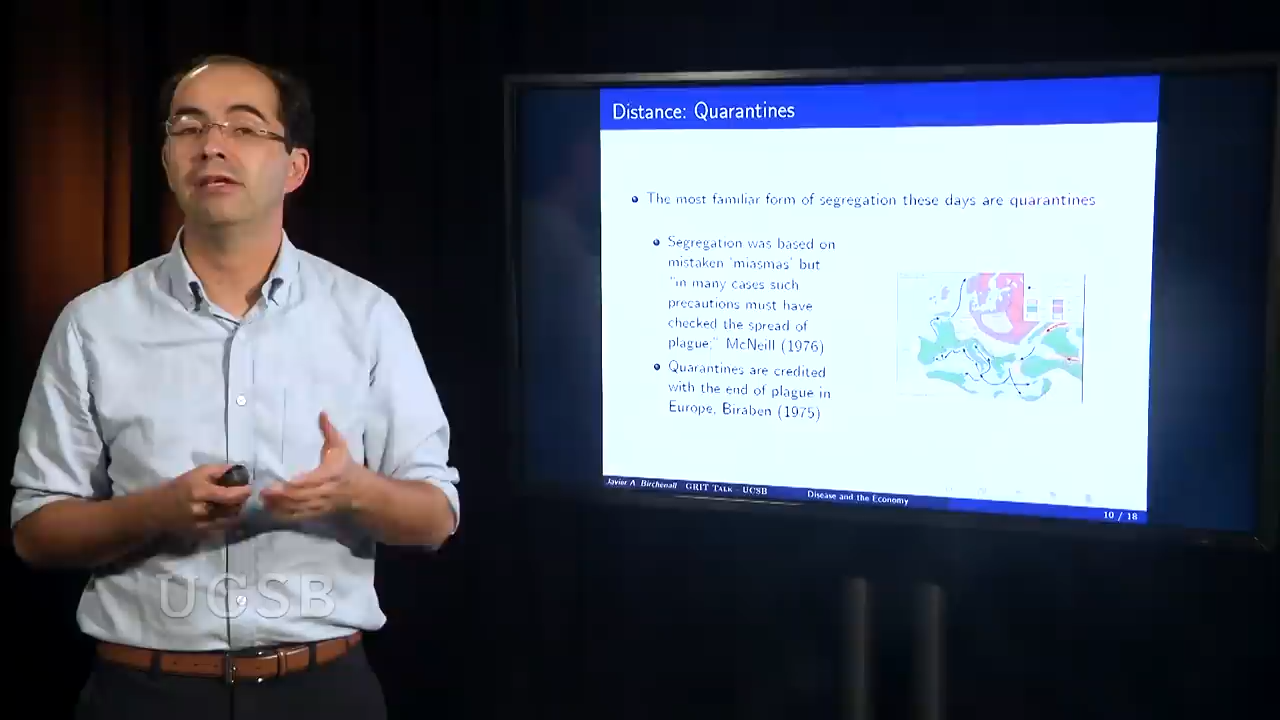 Distance: Quarantines
The most familiar form of segregation these days are quarantines
Segregation was based on
mistaken 'miasmas' but
"in many cases such
precautions must have
checked the spread of
plague;" McNeill (1976)
Quarantines are credited
with the end of plague in
Europe, Biraben (1975)
Javier A. Birchenall GRIT Talk - UCSB Disease and the Economy
10 / 18
UCSB